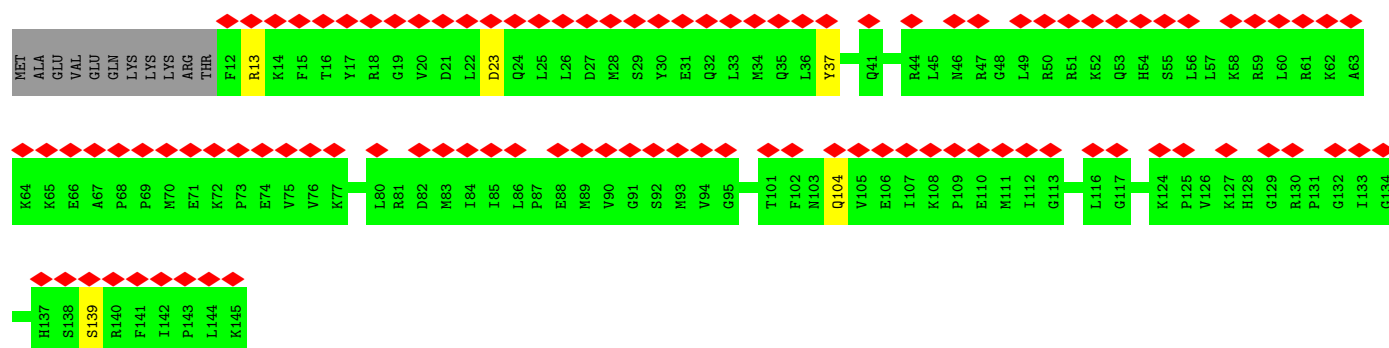 MET ALA GLU VAL GLU GLN LYS LYS LYS ARG THR F12 R13 K14 F15 T16 Y17 R18 G19 V20 D21 L22 D23 Q24 L25 L26 D27 M28 S29 Y30 E31 Q32 L33 M34 Q35 L36 Y37 Q41 R44 L45 N46 R47 G48 L49 R50 R51 K52 Q53 H54 S55 L56 L57 K58 R59 L60 R61 K62 A63
K64 K65 E66 A67 P68 P69 M70 E71 K72 P73 E74 V75 V76 K77 L80 R81 D82 M83 I84 I85 L86 P87 E88 M89 V90 G91 S92 M93 V94 G95 T101 F102 N103 Q104 V105 E106 I107 K108 P109 E110 M111 I112 G113 L116 G117 K124 P125 V126 K127 H128 G129 R130 P131 G132 I133 G134
H137 S138 S139 R140 F141 I142 P143 L144 K145